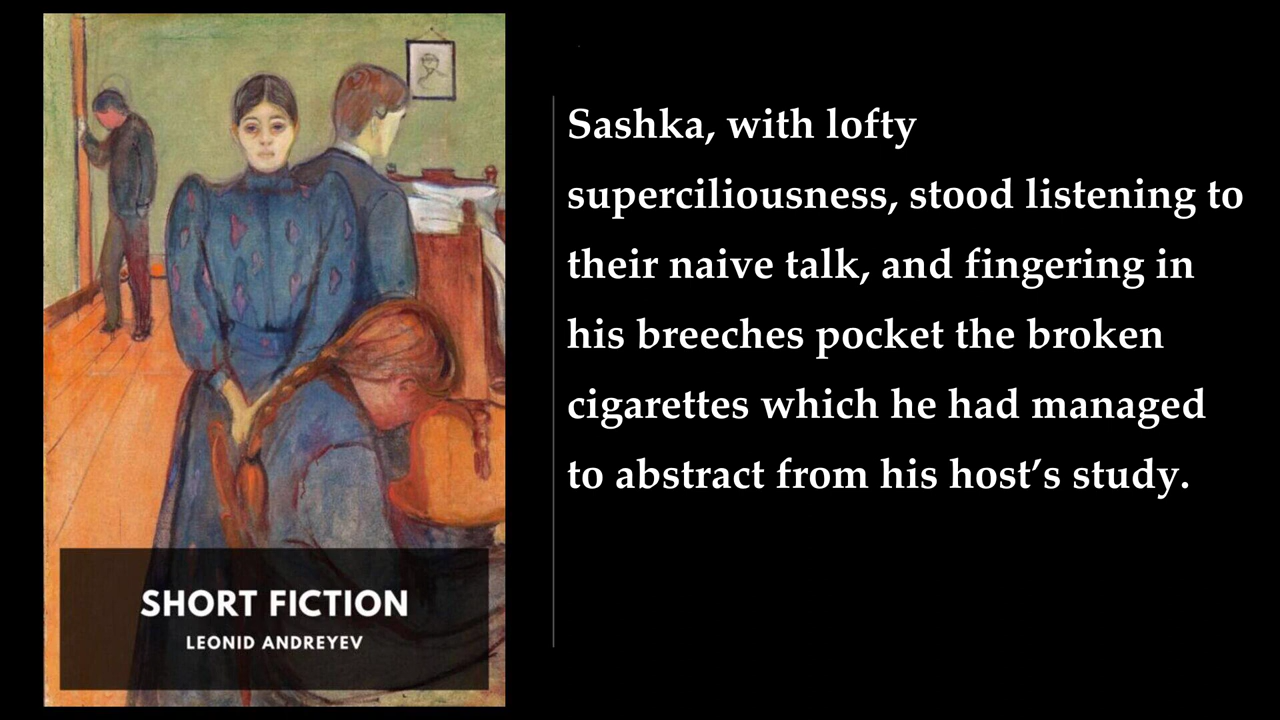 SHORT FICTION
LEONID ANDREYEV
Sashka, with lofty
superciliousness, stood listening to
their naive talk, and fingering in
his breeches pocket the broken
cigarettes which he had managed
to abstract from his host’s study.